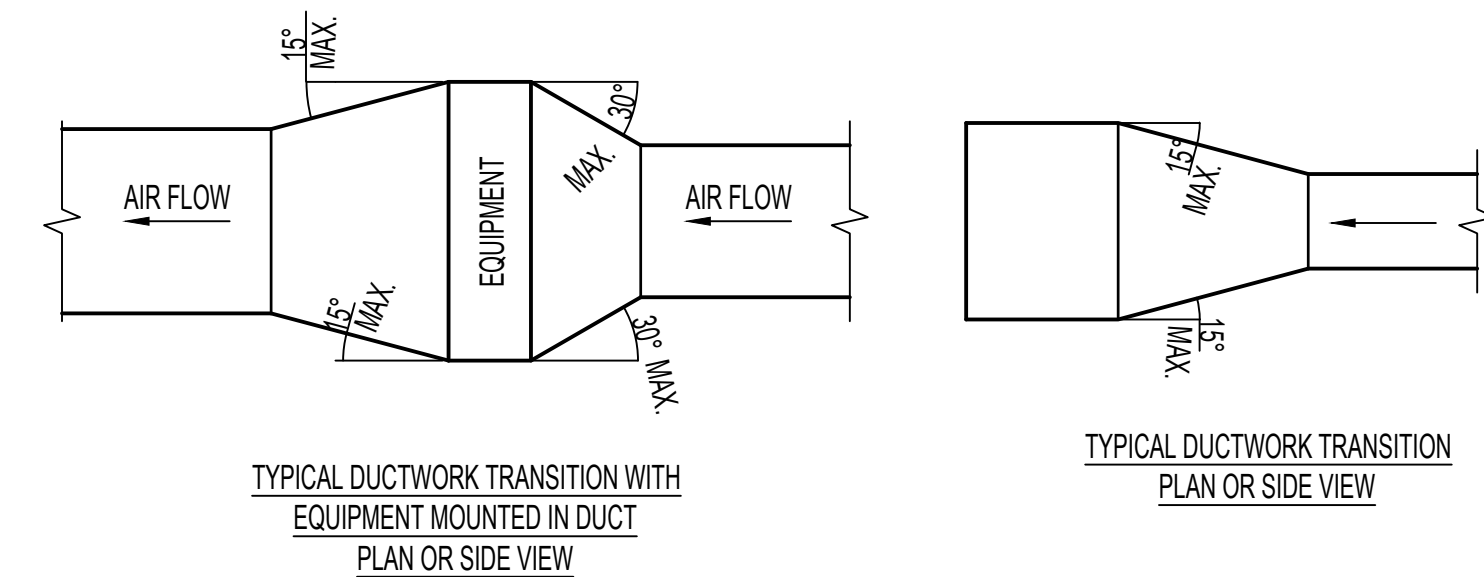 15°
MAX.
30°
MAX.
AIR FLOW
EQUIPMENT
AIR FLOW
15°
MAX.
30° MAX.
TYPICAL DUCTWORK TRANSITION WITH
EQUIPMENT MOUNTED IN DUCT
PLAN OR SIDE VIEW
15°
MAX.
15°
MAX.
TYPICAL DUCTWORK TRANSITION
PLAN OR SIDE VIEW